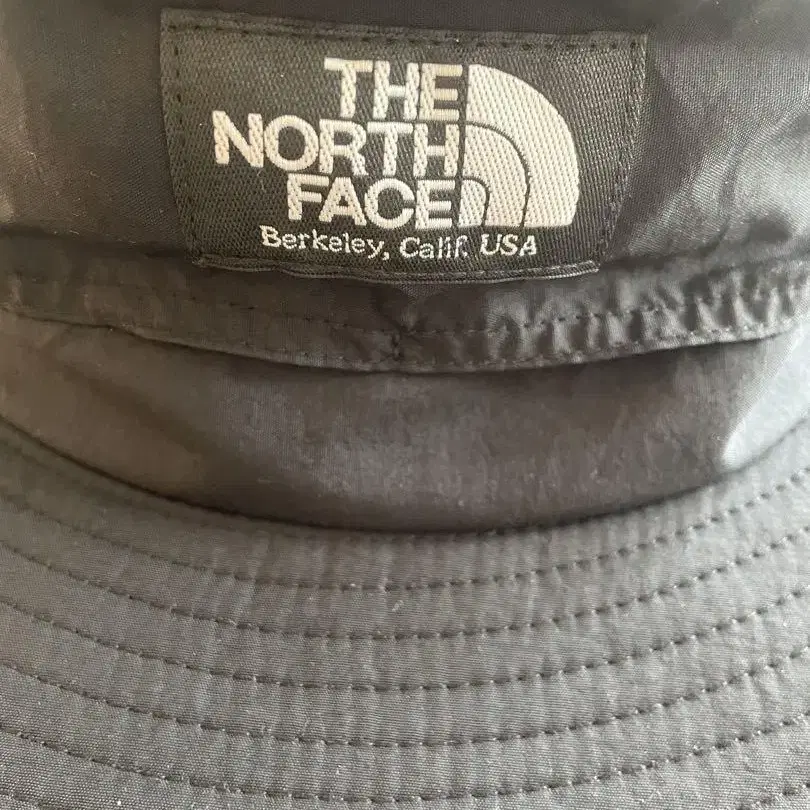 THE
NORTH
FACE
Berkeley, Calif. USA